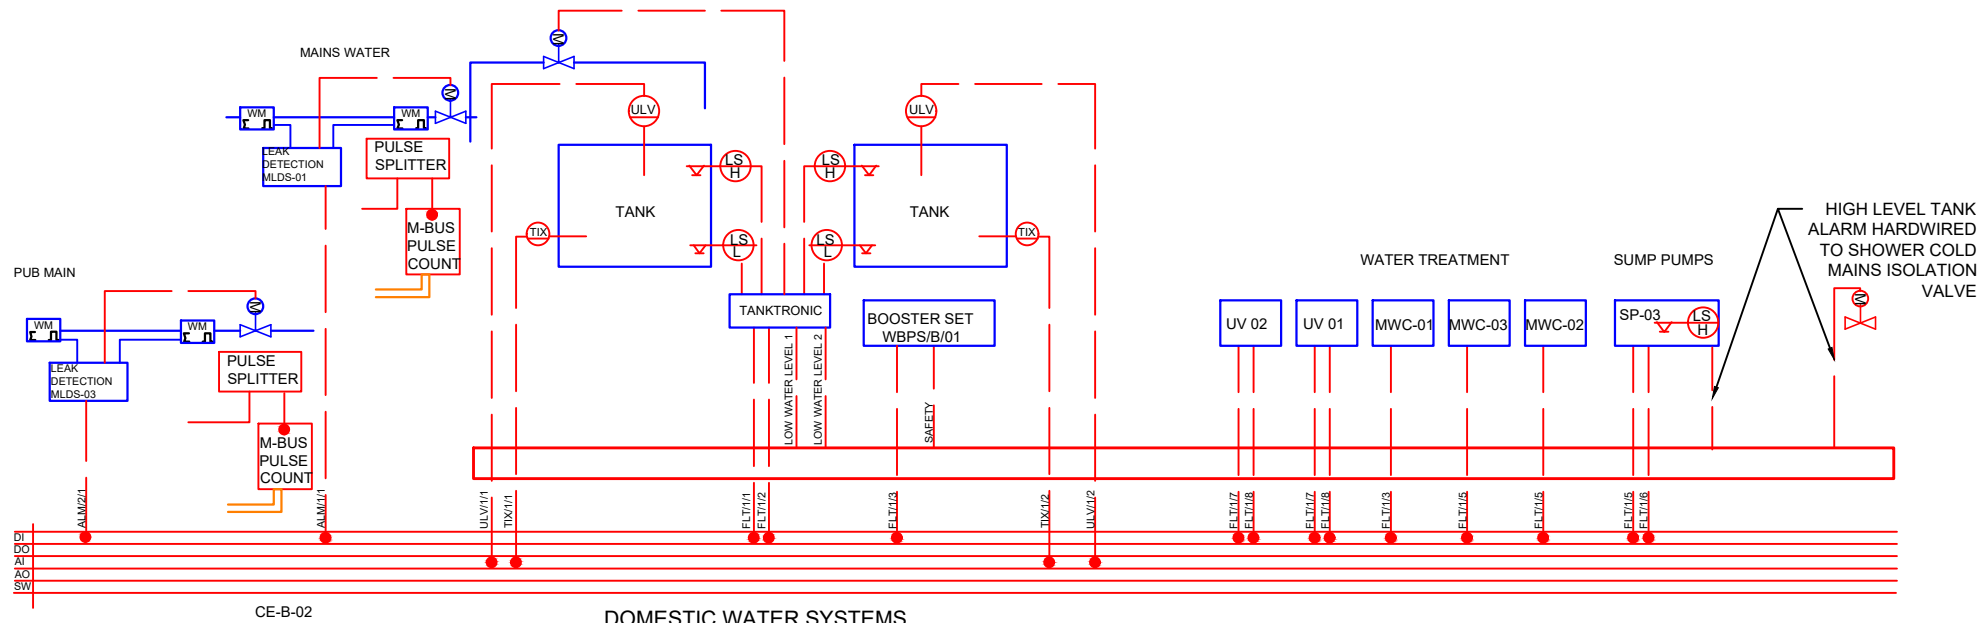 MAINS WATER
M
M
WM
WM
LEAK
DETECTION
MLDS-01
PULSE
SPLITTER
M-BUS
PULSE
COUNT
PUB MAIN
M
WM
WM
LEAK
DETECTION
MLDS-03
PULSE
SPLITTER
M-BUS
PULSE
COUNT
ULV
ULV
TANK
TANK
LS
H
LS
H
LS
L
LS
L
TIX
TIX
TANKTRONIC
BOOSTER SET
WBPS/B/01
LOW WATER LEVEL 1
LOW WATER LEVEL 2
SAFETY
WATER TREATMENT
SUMP PUMPS
UV 02
UV 01
MWC-01
MWC-03
MWC-02
SP-03
LS
H
HIGH LEVEL TANK
ALARM HARDWIRED
TO SHOWER COLD
MAINS ISOLATION
VALVE
M
ALM/2/1
ALM/1/1
ULV/1/1
TIX/1/1
FLT/1/1
FLT/1/2
FLT/1/3
TIX/1/2
ULV/1/2
FLT/1/7
FLT/1/8
FLT/1/7
FLT/1/8
FLT/1/3
FLT/1/5
FLT/1/5
FLT/1/5
FLT/1/6
DI
DO
AI
AO
SW
CE-B-02
DOMESTIC WATER SYSTEMS